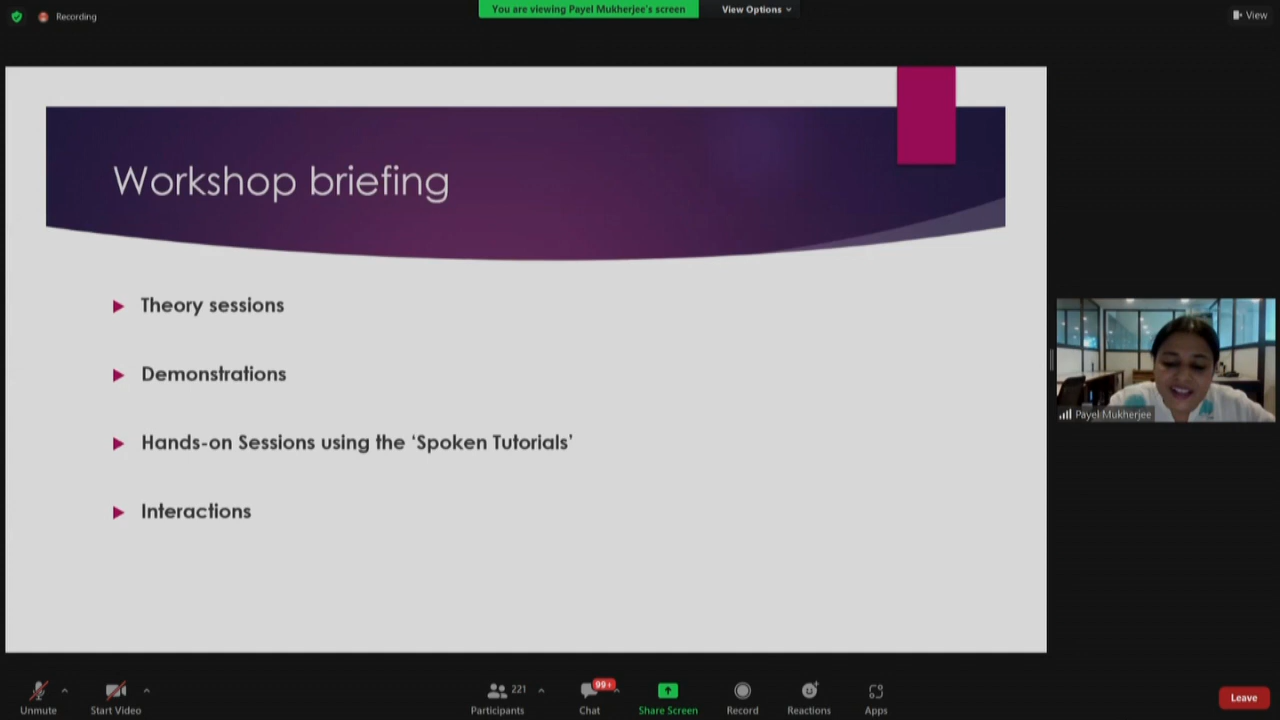 Recording
You are viewing Payel Mukherjee's screen
View Options
View
Workshop briefing
Theory sessions
Demonstrations
Hands-on Sessions using the ‘Spoken Tutorials’
Interactions
Payel Mukherjee
221
99+
Unmute
Start Video
Participants
Chat
Share Screen
Record
Reactions
Apps
Leave